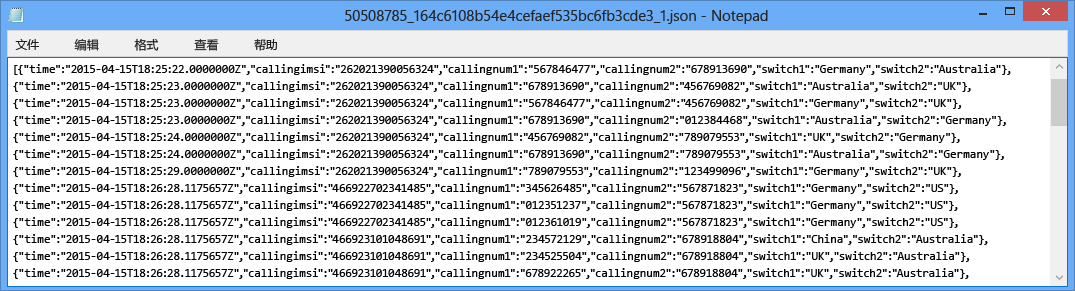 50508785_164c6108b54e4cefaef535bc6fb3cde3_1.json - Notepad
文件 编辑 格式 查看 帮助
[{"time":"2015-04-15T18:25:22.0000000Z","callingimsi":"262021390056324","callingnum1":"567846477","callingnum2":"678913690","switch1":"Germany","switch2":"Australia"},
{"time":"2015-04-15T18:25:23.0000000Z","callingimsi":"262021390056324","callingnum1":"678913690","callingnum2":"456769082","switch1":"Australia","switch2":"UK"},
{"time":"2015-04-15T18:25:23.0000000Z","callingimsi":"262021390056324","callingnum1":"567846477","callingnum2":"456769082","switch1":"Germany","switch2":"UK"},
{"time":"2015-04-15T18:25:23.0000000Z","callingimsi":"262021390056324","callingnum1":"678913690","callingnum2":"012384468","switch1":"Australia","switch2":"Germany"},
{"time":"2015-04-15T18:25:24.0000000Z","callingimsi":"262021390056324","callingnum1":"456769082","callingnum2":"789079553","switch1":"UK","switch2":"Germany"},
{"time":"2015-04-15T18:25:24.0000000Z","callingimsi":"262021390056324","callingnum1":"678913690","callingnum2":"789079553","switch1":"Australia","switch2":"Germany"},
{"time":"2015-04-15T18:25:29.0000000Z","callingimsi":"262021390056324","callingnum1":"789079553","callingnum2":"123499096","switch1":"Germany","switch2":"UK"},
{"time":"2015-04-15T18:26:28.1175657Z","callingimsi":"466922702341485","callingnum1":"345626485","callingnum2":"567871823","switch1":"Germany","switch2":"US"},
{"time":"2015-04-15T18:26:28.1175657Z","callingimsi":"466922702341485","callingnum1":"012351237","callingnum2":"567871823","switch1":"Germany","switch2":"US"},
{"time":"2015-04-15T18:26:28.1175657Z","callingimsi":"466922702341485","callingnum1":"012361019","callingnum2":"567871823","switch1":"Germany","switch2":"US"},
{"time":"2015-04-15T18:26:28.1175657Z","callingimsi":"466923101048691","callingnum1":"234572129","callingnum2":"678918804","switch1":"China","switch2":"Australia"},
{"time":"2015-04-15T18:26:28.1175657Z","callingimsi":"466923101048691","callingnum1":"234525504","callingnum2":"678918804","switch1":"UK","switch2":"Australia"},
{"time":"2015-04-15T18:26:28.1175657Z","callingimsi":"466923101048691","callingnum1":"678922265","callingnum2":"678918804","switch1":"UK","switch2":"Australia"},